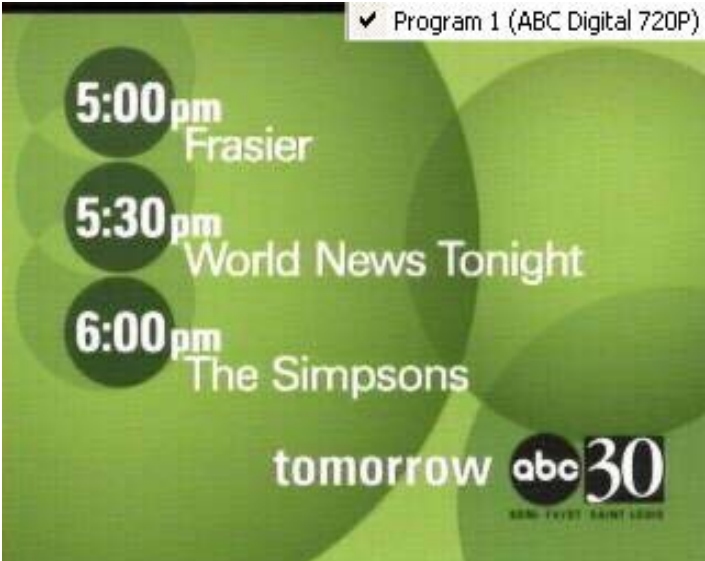 ✔ Program 1 (ABC Digital 720P)
5:00pm
Frasier
5:30pm
World News Tonight
6:00pm
The Simpsons
tomorrow abc 30
SAINT LOUIS